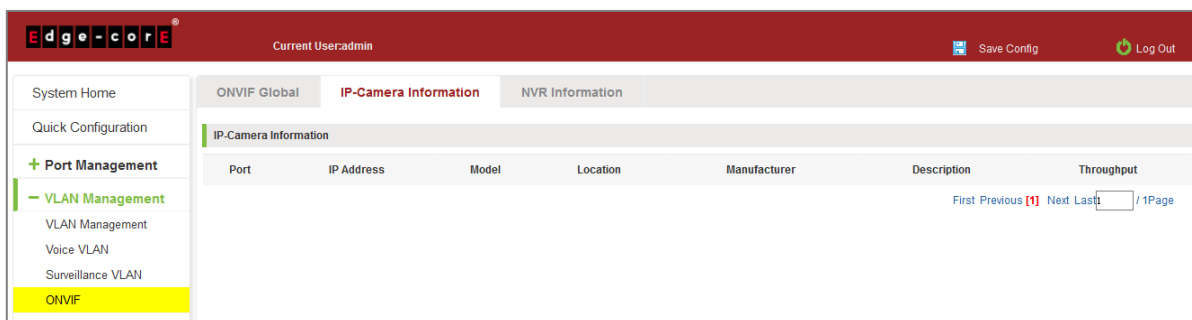 Edge-corE®
Current User:admin
Save Config
Log Out
System Home
Quick Configuration
+ Port Management
− VLAN Management
VLAN Management
Voice VLAN
Surveillance VLAN
ONVIF
ONVIF Global IP-Camera Information NVR Information
IP-Camera Information
Port IP Address Model Location Manufacturer Description Throughput
First Previous [1] Next Last 1 / 1Page